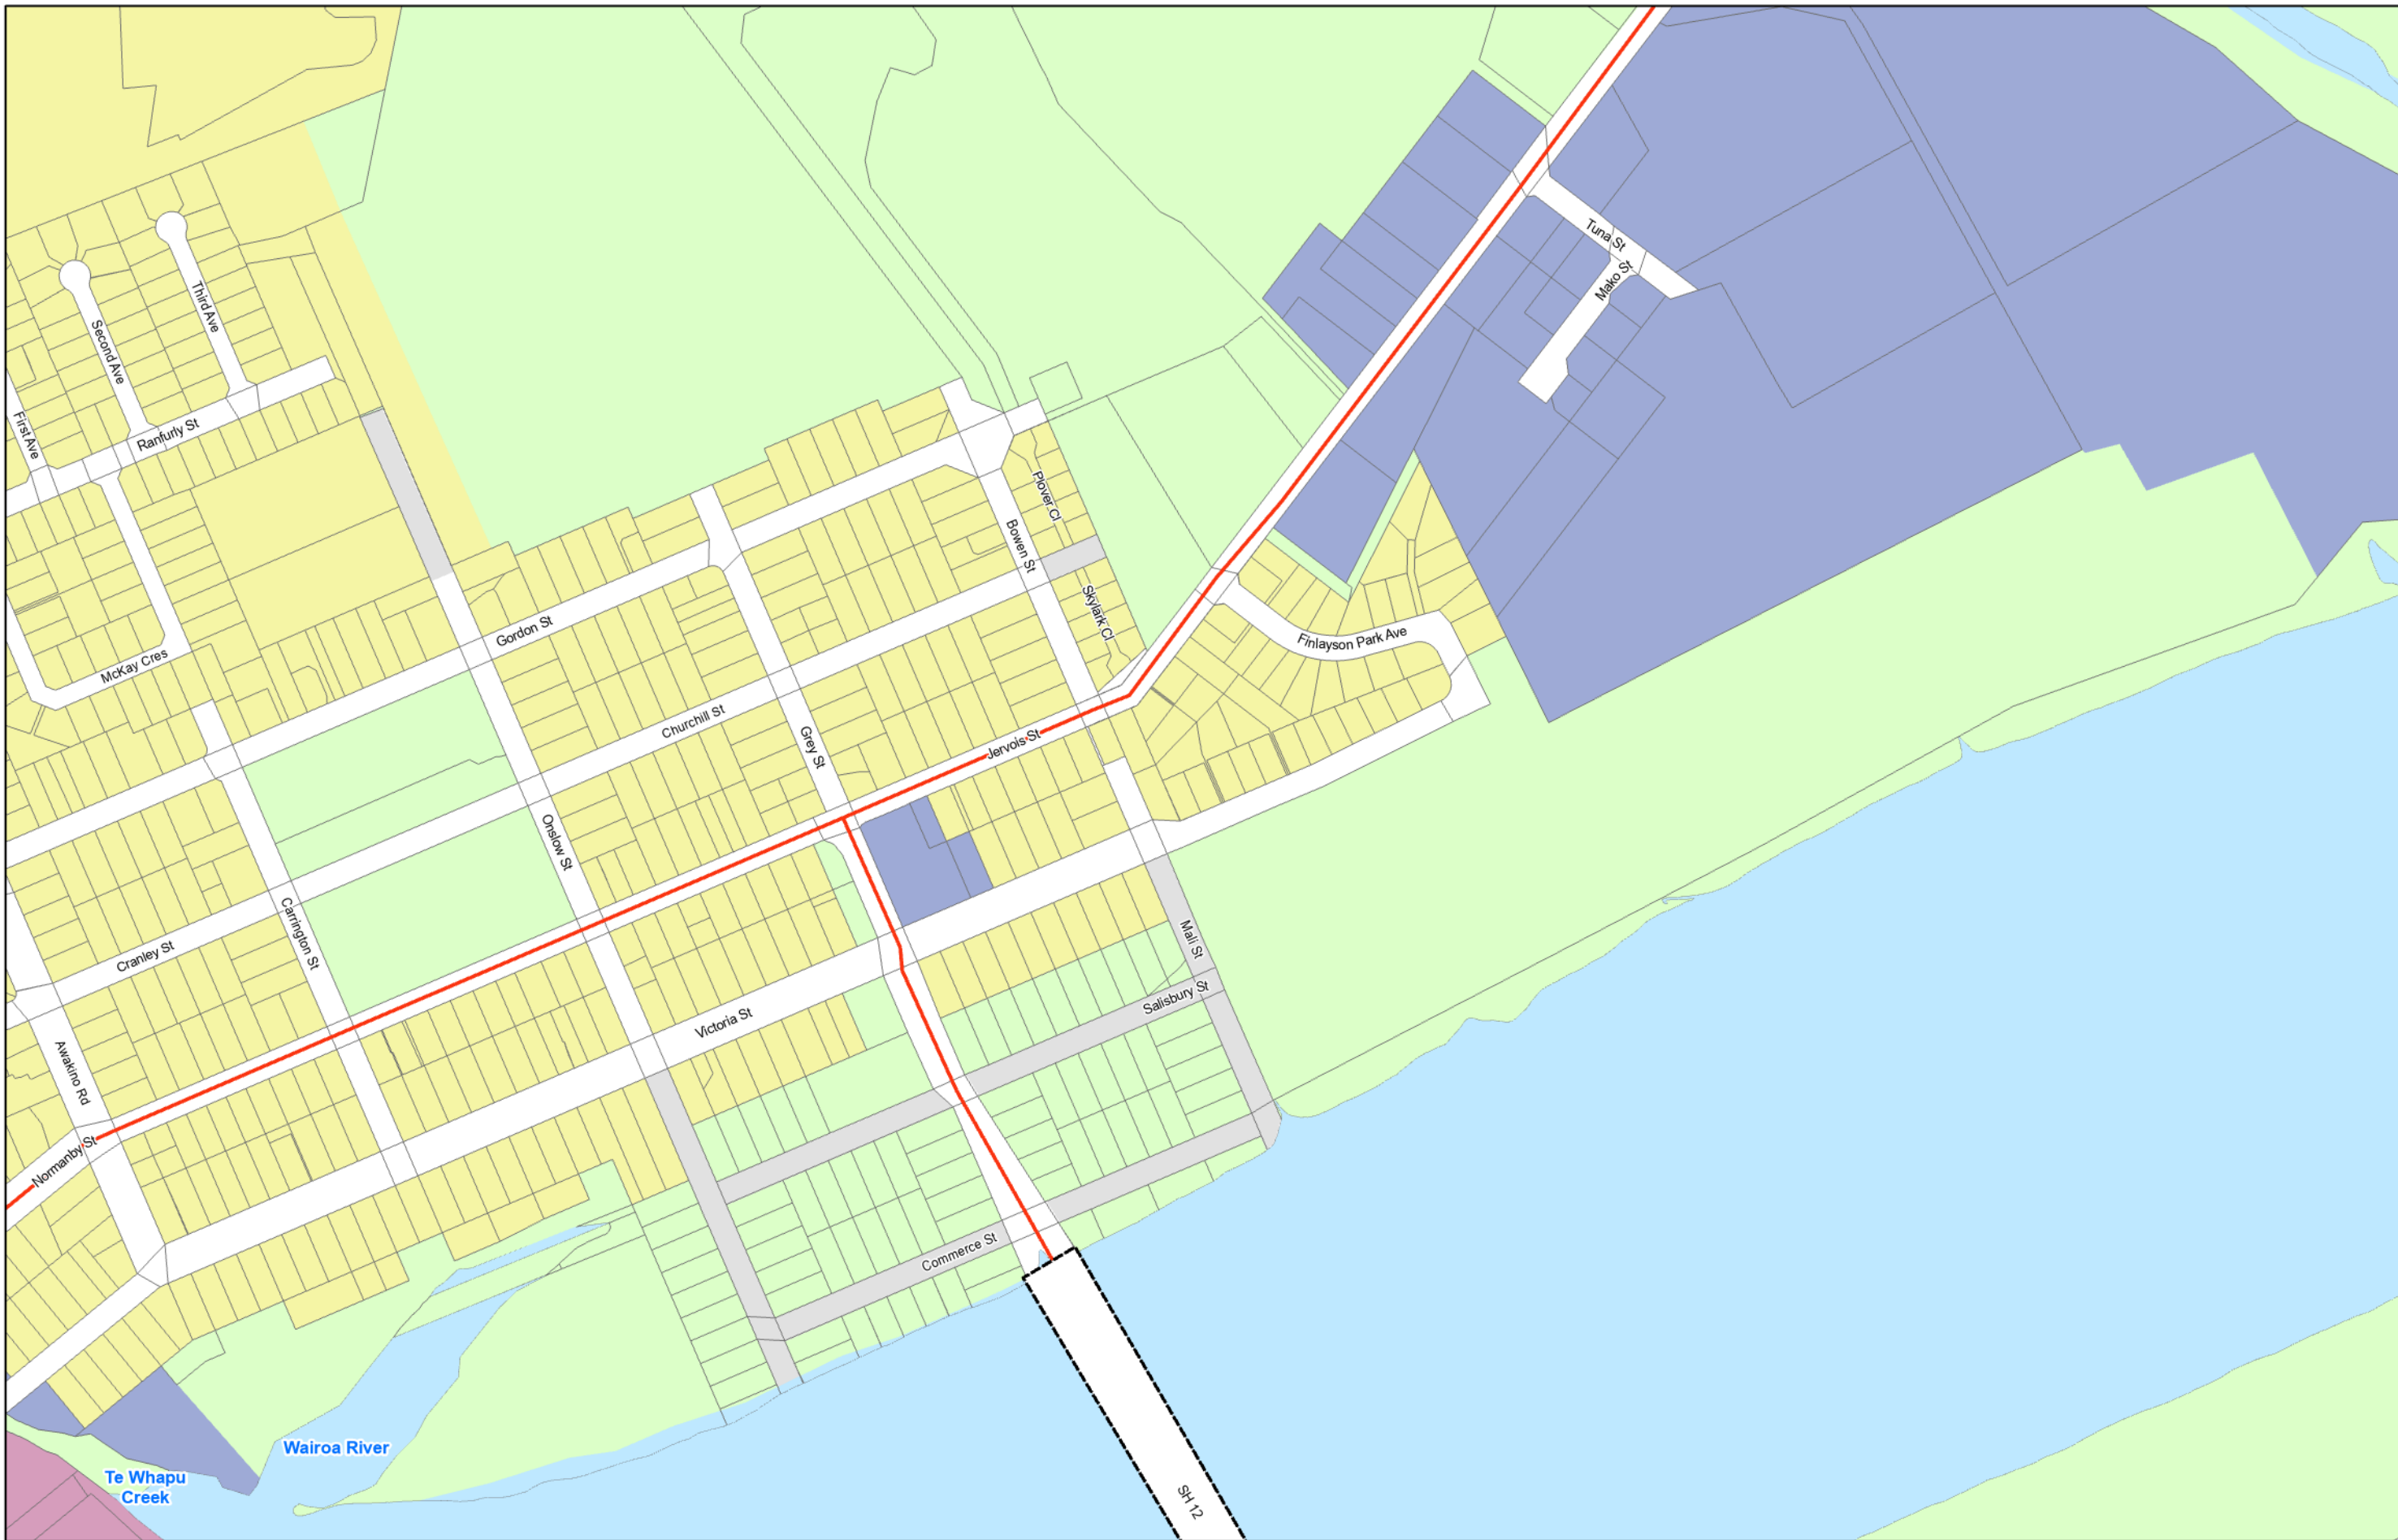 Tuna St
Mako St
Third Ave
Second Ave
First Ave
Ranfurly St
Plover Cl
Bowen St
Skylark Cl
Gordon St
Finlayson Park Ave
McKay Cres
Churchill St
Grey St
Jervois St
Onslow St
Carrington St
Cranley St
Mali St
Salisbury St
Victoria St
Awakino Rd
Normanby St
Commerce St
Wairoa River
Te Whapu
Creek
SH 12